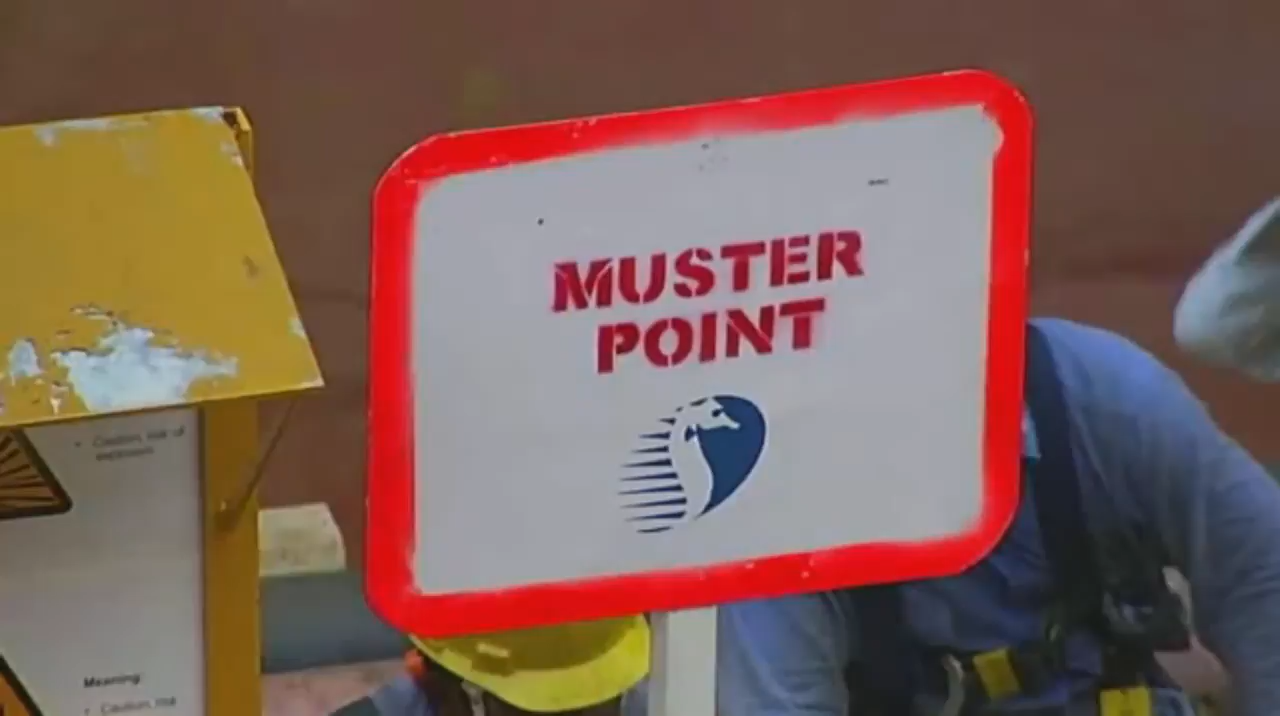 MUSTER
POINT
• Caution, risk of
explosion
Meaning:
• Caution, risk